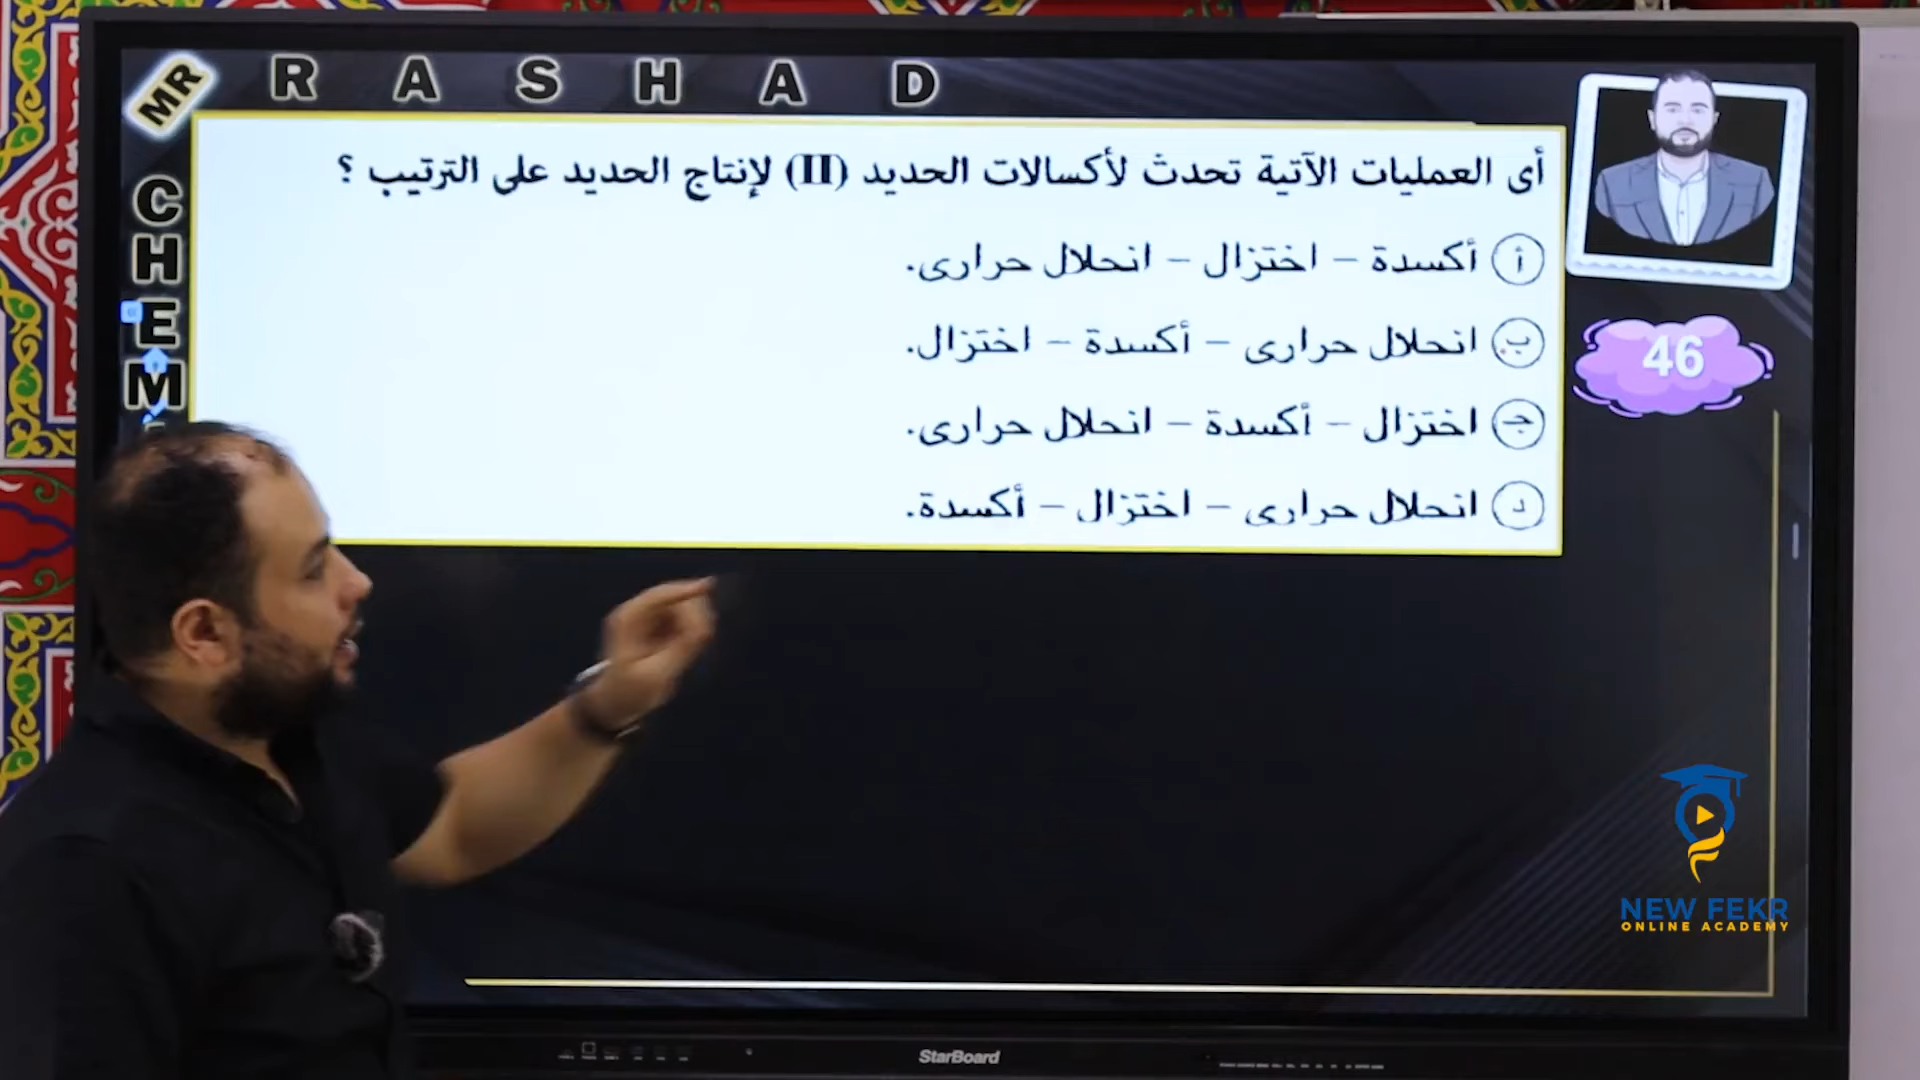 MR
R A S H A D
C
H
E
M
أى العمليات الآتية تحدث لأكسالات الحديد (II) لإنتاج الحديد على الترتيب ؟
أ أكسدة – اختزال – انحلال حرارى.
ب انحلال حرارى – أكسدة – اختزال.
جـ اختزال – أكسدة – انحلال حرارى.
د انحلال حرارى – اختزال – أكسدة.
46
NEW FEKR
ONLINE ACADEMY
StarBoard